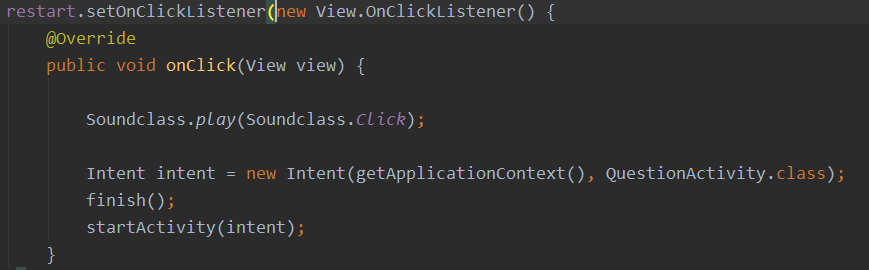 restart.setOnClickListener(new View.OnClickListener() {
@Override
public void onClick(View view) {
Soundclass.play(Soundclass.Click);
Intent intent = new Intent(getApplicationContext(), QuestionActivity.class);
finish();
startActivity(intent);
}